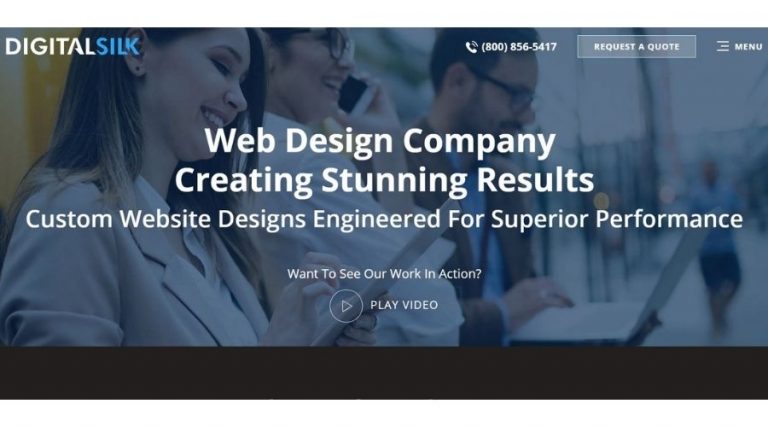 DIGITALSILK
(800) 856-5417
REQUEST A QUOTE
MENU
Web Design Company
Creating Stunning Results
Custom Website Designs Engineered For Superior Performance
Want To See Our Work In Action?
PLAY VIDEO